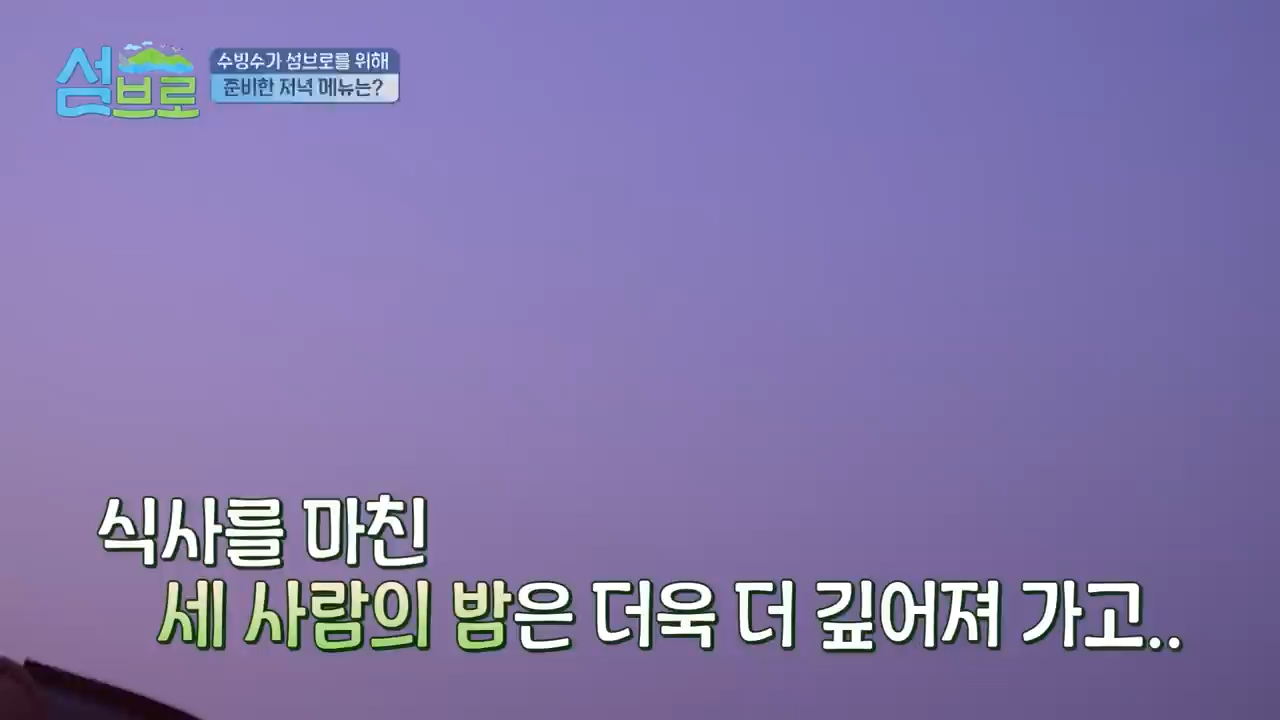 섬브로
수빙수가 섬브로를 위해
준비한 저녁 메뉴는?
식사를 마친
세 사람의 밤은 더욱 더 깊어져 가고..